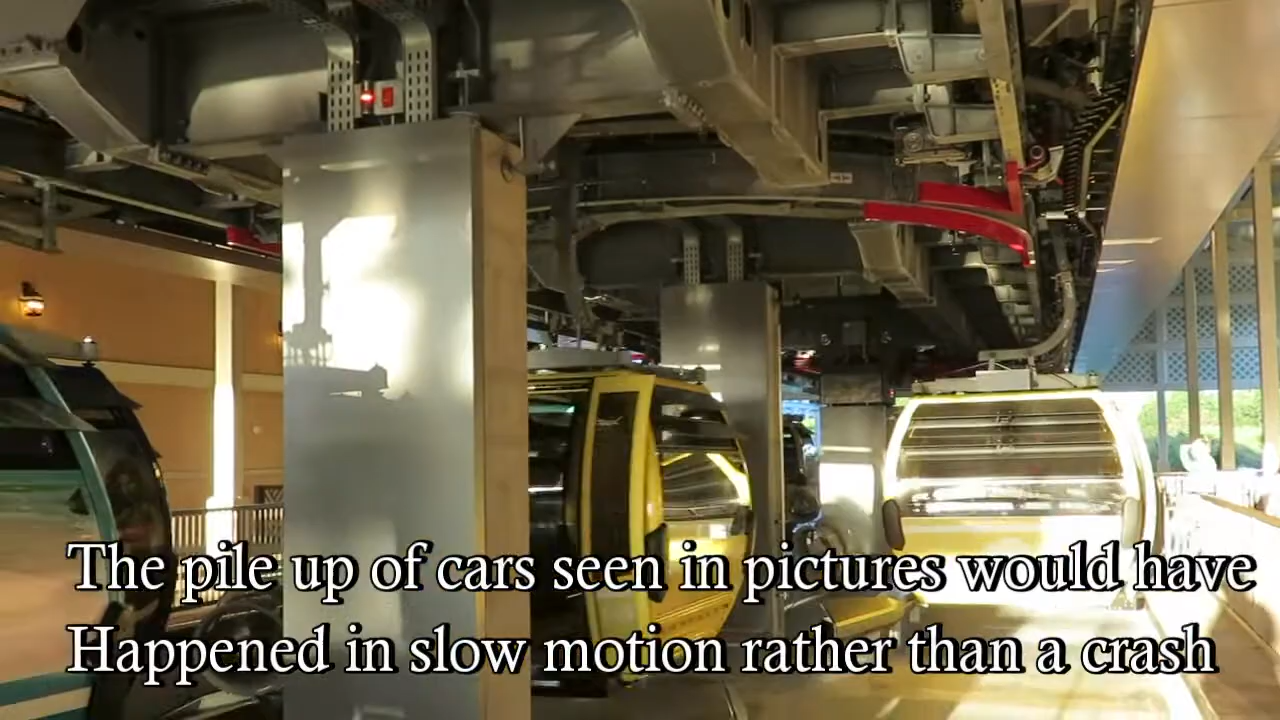 The pile up of cars seen in pictures would have
Happened in slow motion rather than a crash